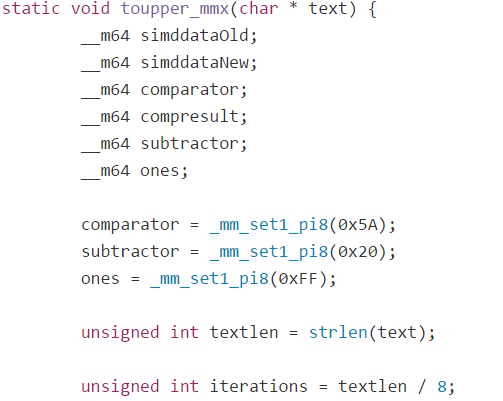 static void toupper_mmx(char * text) {
__m64 simddataOld;
__m64 simddataNew;
__m64 comparator;
__m64 compresult;
__m64 subtractor;
__m64 ones;
comparator = _mm_set1_pi8(0x5A);
subtractor = _mm_set1_pi8(0x20);
ones = _mm_set1_pi8(0xFF);
unsigned int textlen = strlen(text);
unsigned int iterations = textlen / 8;